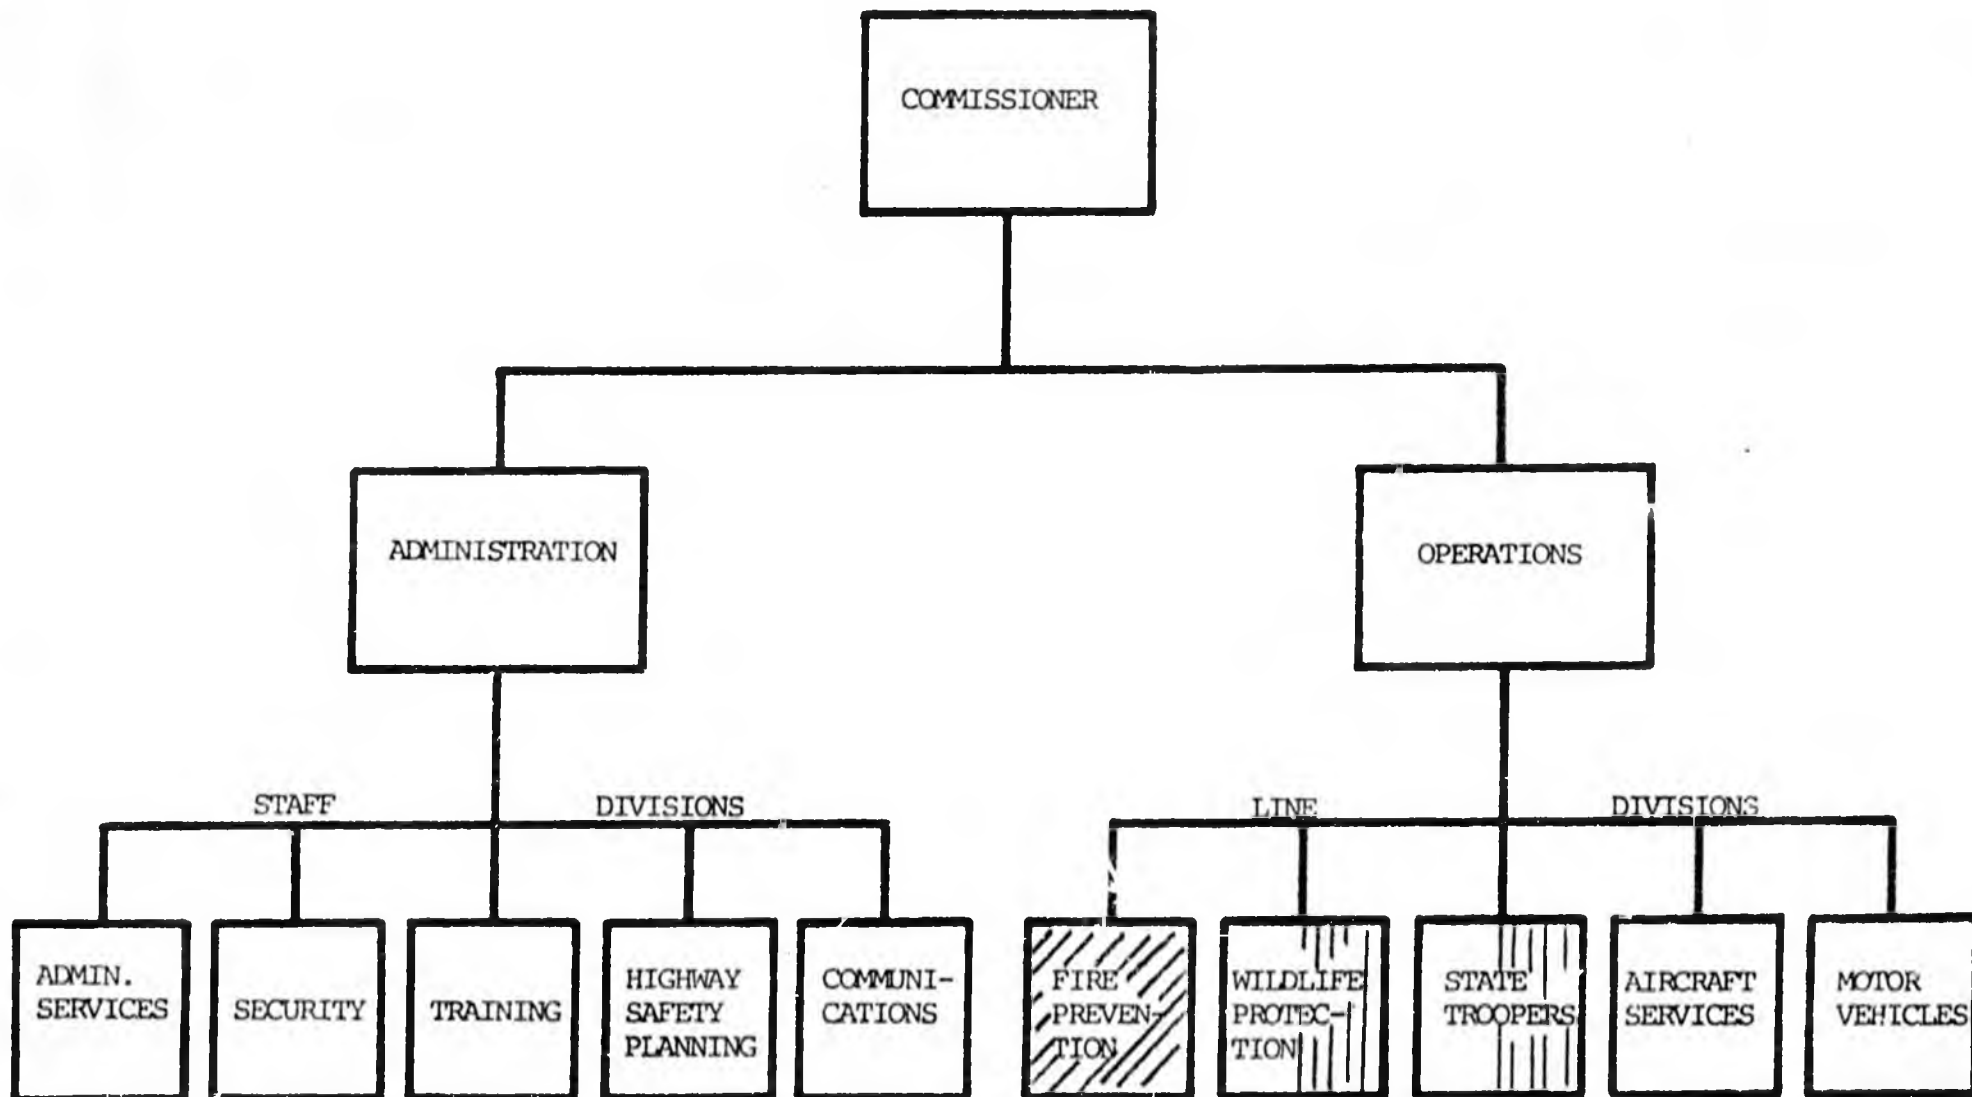 COMMISSIONER
ADMINISTRATION
OPERATIONS
STAFF DIVISIONS
LINE DIVISIONS
ADMIN.
SERVICES
SECURITY
TRAINING
HIGHWAY
SAFETY
PLANNING
COMMUNI-
CATIONS
FIRE
PREVEN-
TION
WILDLIFE
PROTEC-
TION
STATE
TROOPERS
AIRCRAFT
SERVICES
MOTOR
VEHICLES